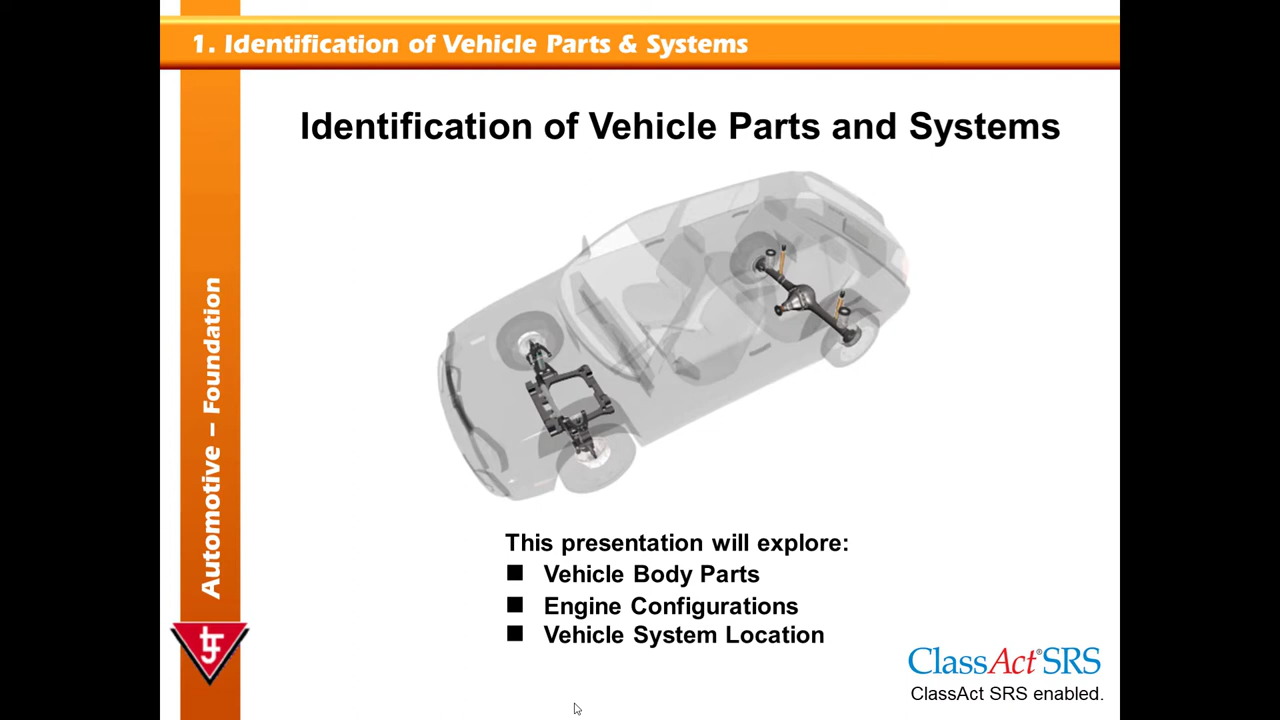 1. Identification of Vehicle Parts & Systems
Identification of Vehicle Parts and Systems
Automotive – Foundation
This presentation will explore:
■ Vehicle Body Parts
■ Engine Configurations
■ Vehicle System Location
tj
ClassAct® SRS
ClassAct SRS enabled.